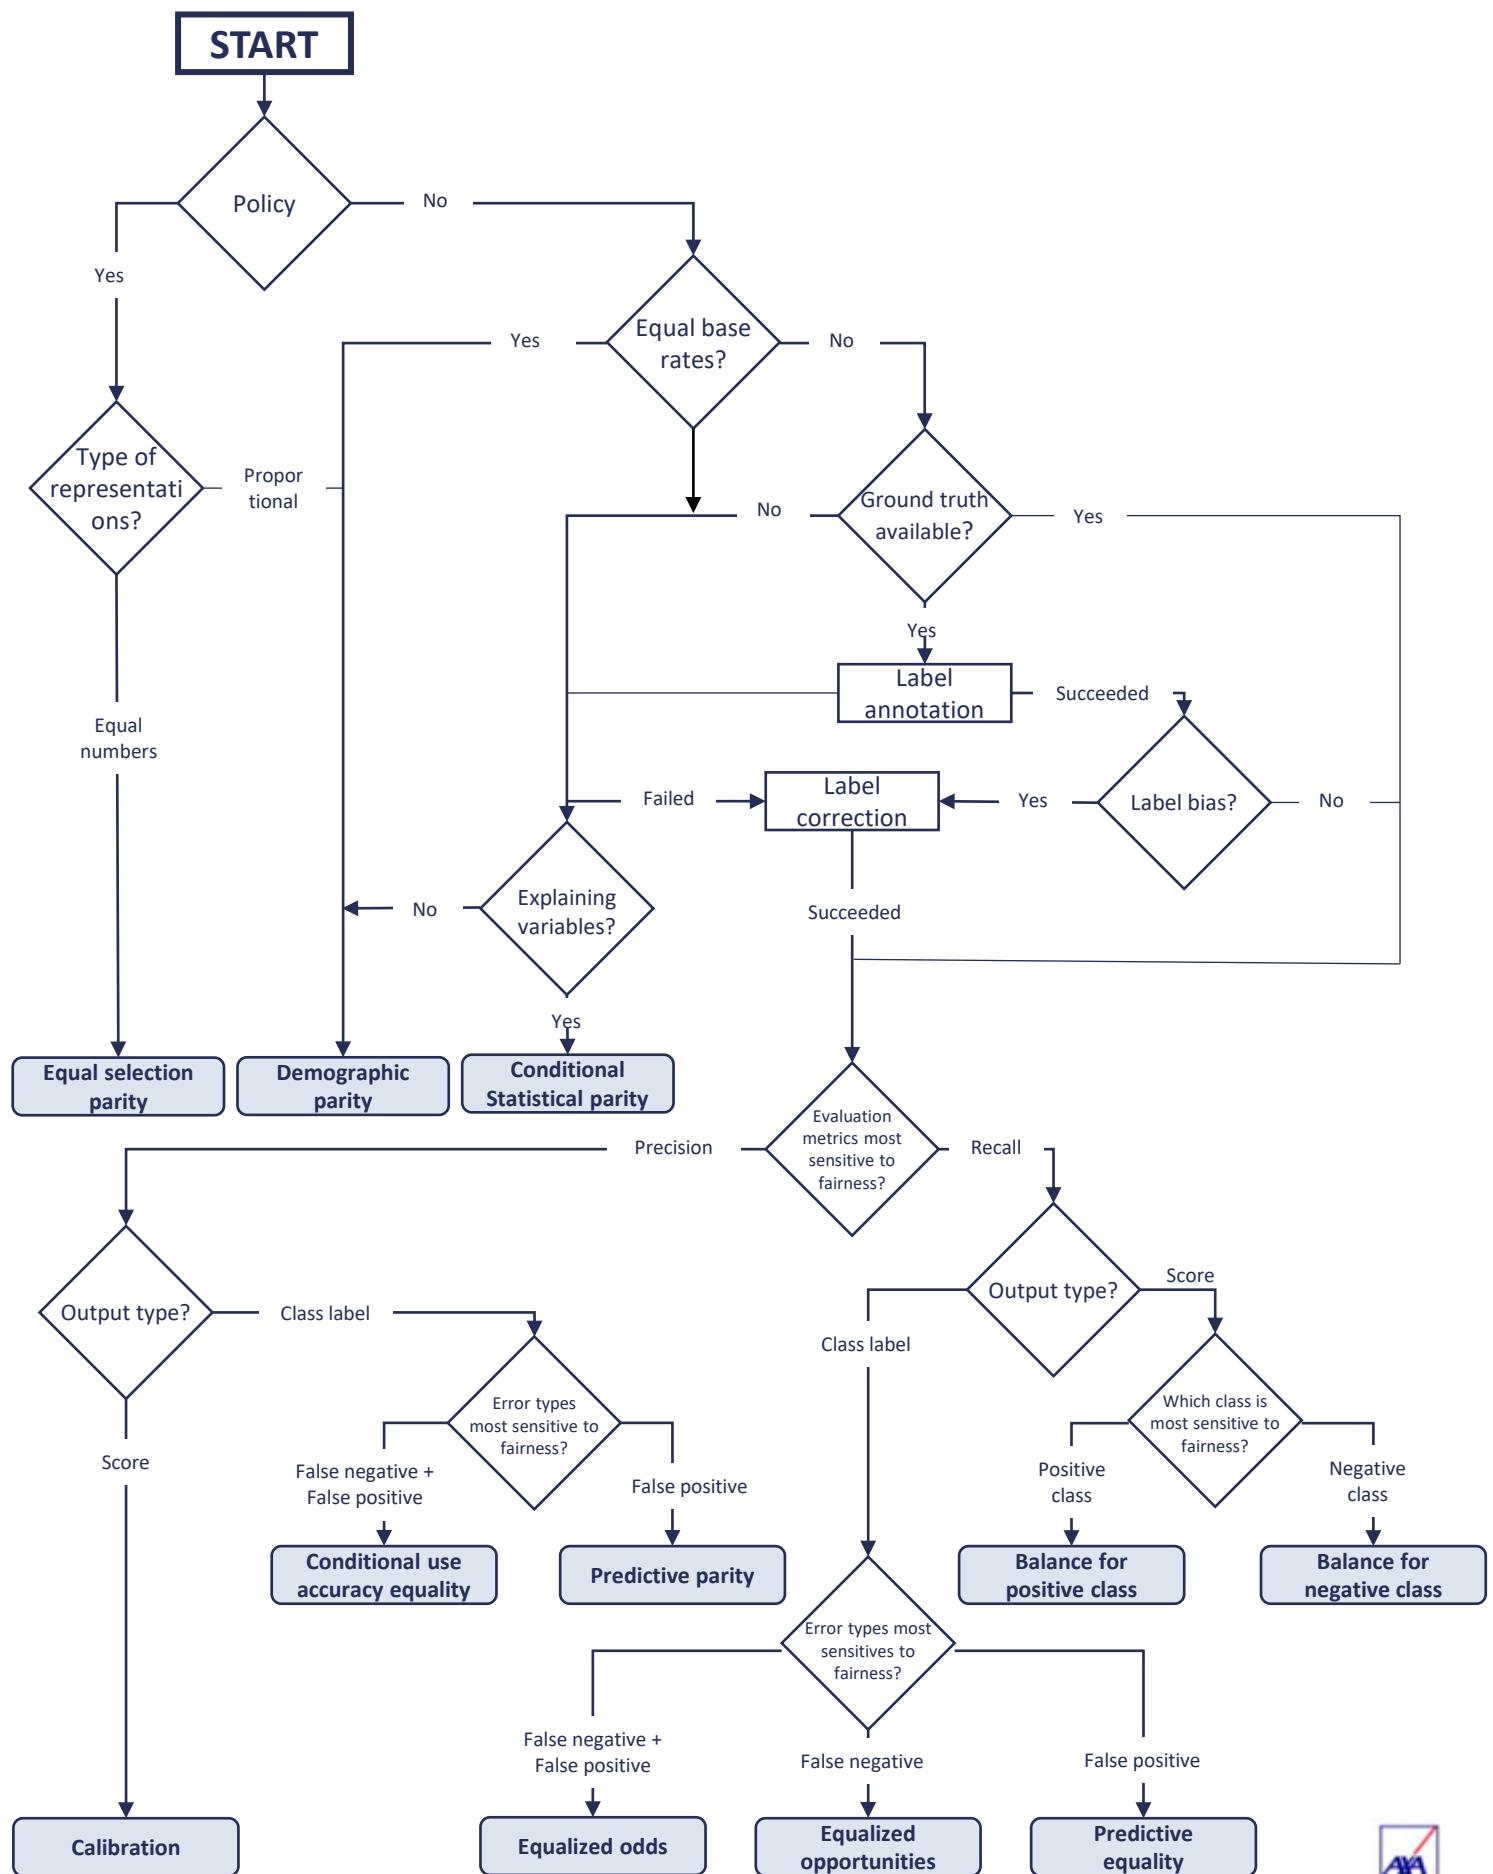 START
Policy
No
Yes
Equal base
rates?
Yes
No
Type of
representati
ons?
Propor
tional
Ground truth
available?
No
Yes
Yes
Label
annotation
Succeeded
Equal
numbers
Label
correction
Failed
Yes
Label bias?
No
Explaining
variables?
No
Succeeded
Yes
Equal selection
parity
Demographic
parity
Conditional
Statistical parity
Evaluation
metrics most
sensitive to
fairness?
Precision
Recall
Output type?
Class label
Output type?
Score
Class label
Error types
most sensitive to
fairness?
Which class is
most sensitive to
fairness?
Score
False negative +
False positive
False positive
Positive
class
Negative
class
Conditional use
accuracy equality
Predictive parity
Balance for
positive class
Balance for
negative class
Error types most
sensitives to
fairness?
False negative +
False positive
False negative
False positive
Calibration
Equalized odds
Equalized
opportunities
Predictive
equality
AXA